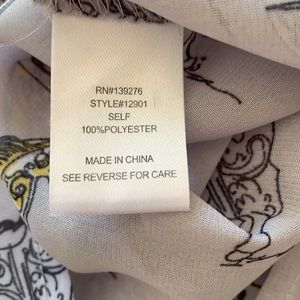 RN#139276
STYLE#12901
SELF
100%POLYESTER
MADE IN CHINA
SEE REVERSE FOR CARE